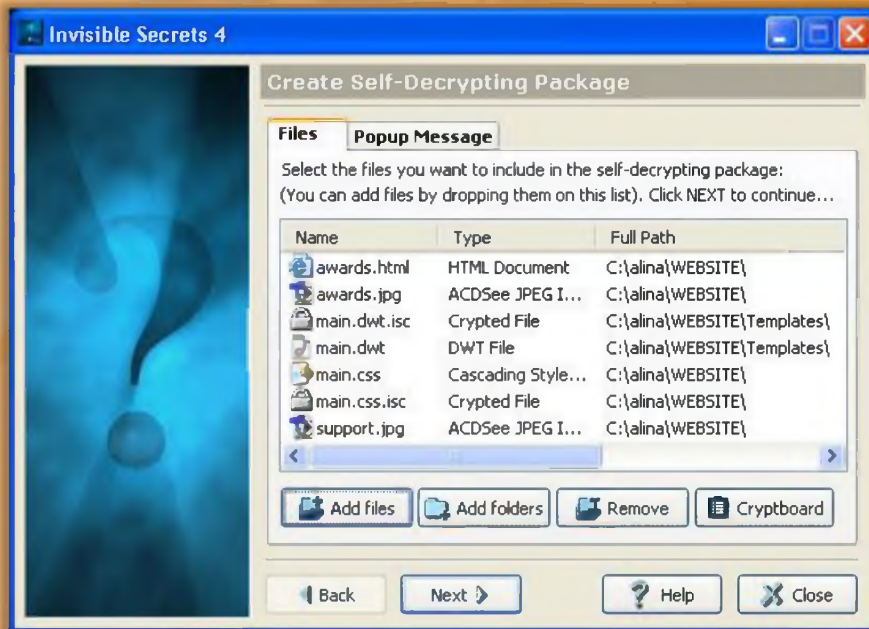 Invisible Secrets 4
Create Self-Decrypting Package
Files Popup Message
Select the files you want to include in the self-decrypting package:
(You can add files by dropping them on this list). Click NEXT to continue...
Name Type Full Path
awards.html HTML Document C:\alina\WEBSITE\
awards.jpg ACDSee JPEG I... C:\alina\WEBSITE\
main.dwt.isc Crypted File C:\alina\WEBSITE\Templates\
main.dwt DWT File C:\alina\WEBSITE\Templates\
main.css Cascading Style... C:\alina\WEBSITE\
main.css.isc Crypted File C:\alina\WEBSITE\
support.jpg ACDSee JPEG I... C:\alina\WEBSITE\
Add files Add folders Remove Cryptboard
Back Next Help Close